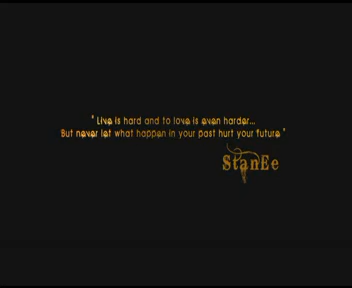 " Live is hard and to love is even harder...
But never let what happen in your past hurt your future "
StanEe